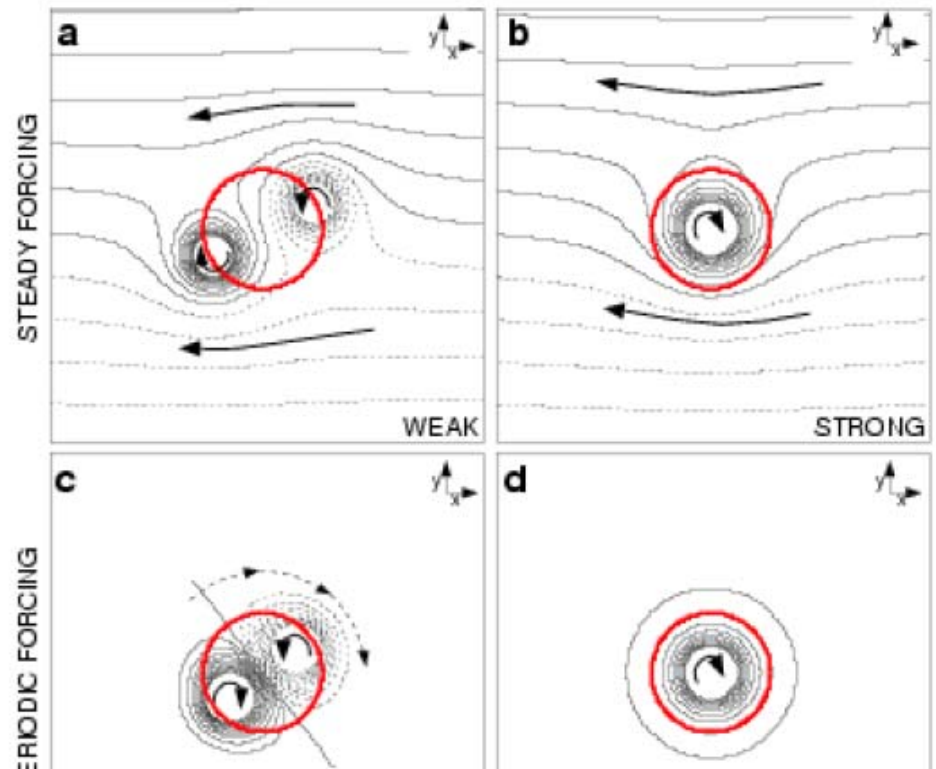 a
y
x
WEAK
b
y
x
STRONG
STEADY FORCING
c
y
x
d
y
x
ERIODIC FORCING